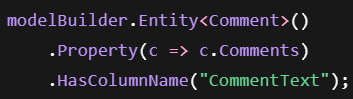 modelBuilder.Entity<Comment>()
    .Property(c => c.Comments)
    .HasColumnName("CommentText");